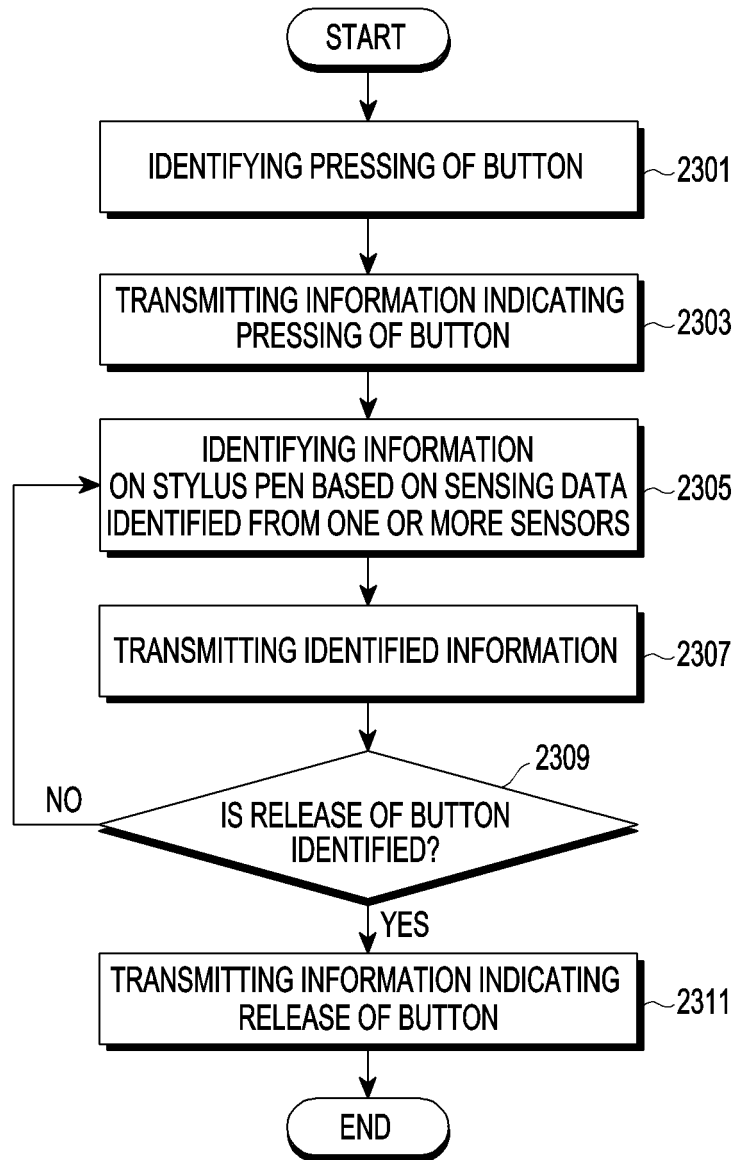 START
IDENTIFYING PRESSING OF BUTTON
2301
TRANSMITTING INFORMATION INDICATING
PRESSING OF BUTTON
2303
IDENTIFYING INFORMATION
ON STYLUS PEN BASED ON SENSING DATA
IDENTIFIED FROM ONE OR MORE SENSORS
2305
TRANSMITTING IDENTIFIED INFORMATION
2307
2309
NO
IS RELEASE OF BUTTON
IDENTIFIED?
YES
TRANSMITTING INFORMATION INDICATING
RELEASE OF BUTTON
2311
END